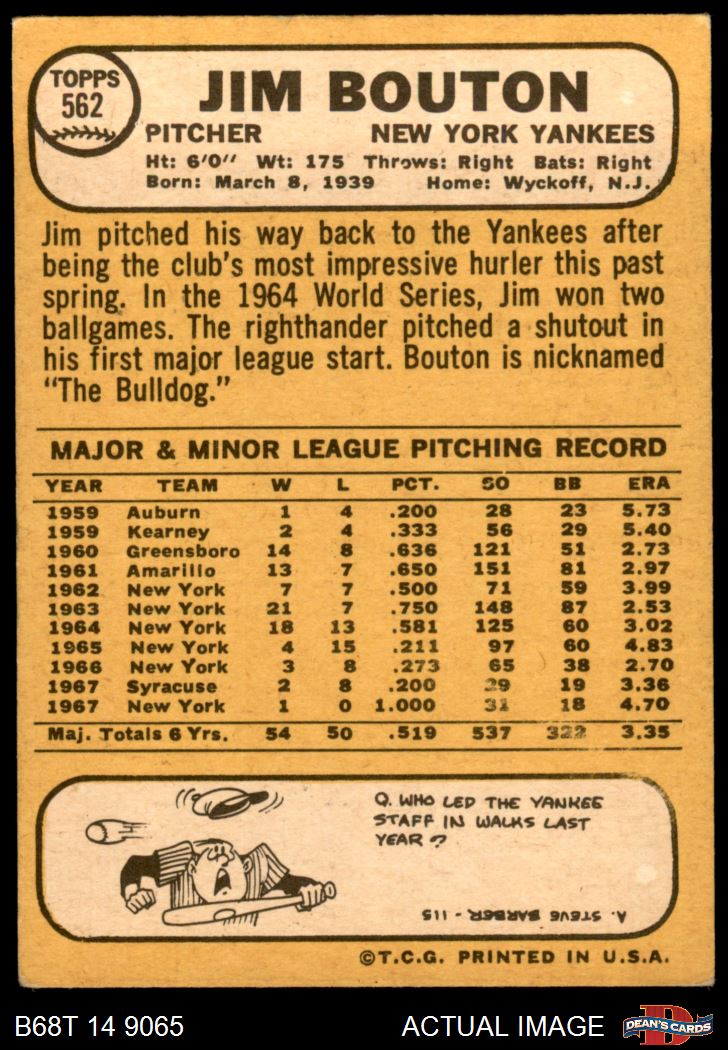 TOPPS
562
JIM BOUTON
PITCHER NEW YORK YANKEES
Ht: 6'0" Wt: 175 Throws: Right Bats: Right
Born: March 8, 1939 Home: Wyckoff, N.J.
Jim pitched his way back to the Yankees after
being the club's most impressive hurler this past
spring. In the 1964 World Series, Jim won two
ballgames. The righthander pitched a shutout in
his first major league start. Bouton is nicknamed
"The Bulldog."
MAJOR & MINOR LEAGUE PITCHING RECORD
YEAR TEAM W L PCT. SO BB ERA
1959 Auburn 1 4 .200 28 23 5.73
1959 Kearney 2 4 .333 56 29 5.40
1960 Greensboro 14 8 .636 121 51 2.73
1961 Amarillo 13 7 .650 151 81 2.97
1962 New York 7 7 .500 71 59 3.99
1963 New York 21 7 .750 148 87 2.53
1964 New York 18 13 .581 125 60 3.02
1965 New York 4 15 .211 97 60 4.83
1966 New York 3 8 .273 65 38 2.70
1967 Syracuse 2 8 .200 29 19 3.36
1967 New York 1 0 1.000 31 18 4.70
Maj. Totals 6 Yrs. 54 50 .519 537 322 3.35
Q. WHO LED THE YANKEE
STAFF IN WALKS LAST
YEAR?
A. STEVE BARBER - 115
©T.C.G. PRINTED IN U.S.A.
B68T 14 9065 ACTUAL IMAGE
D
DEAN'S CARDS